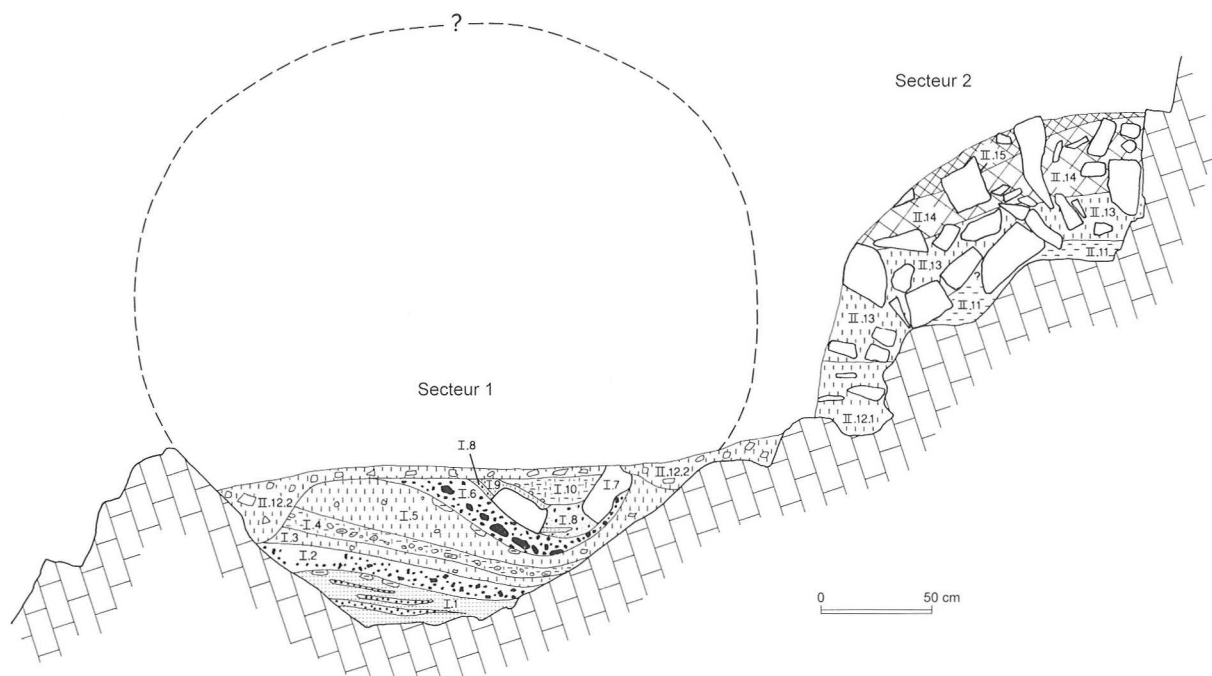 ?
Secteur 2
II.15
II.14
II.14
II.13
II.13
II.11
?
II.11
II.13
Secteur 1
II.12.1
I.8
I.9
I.10
I.7
II.12.2
I.6
II.12.2
I.5
I.8
I.4
I.3
I.2
I.1
0 50 cm